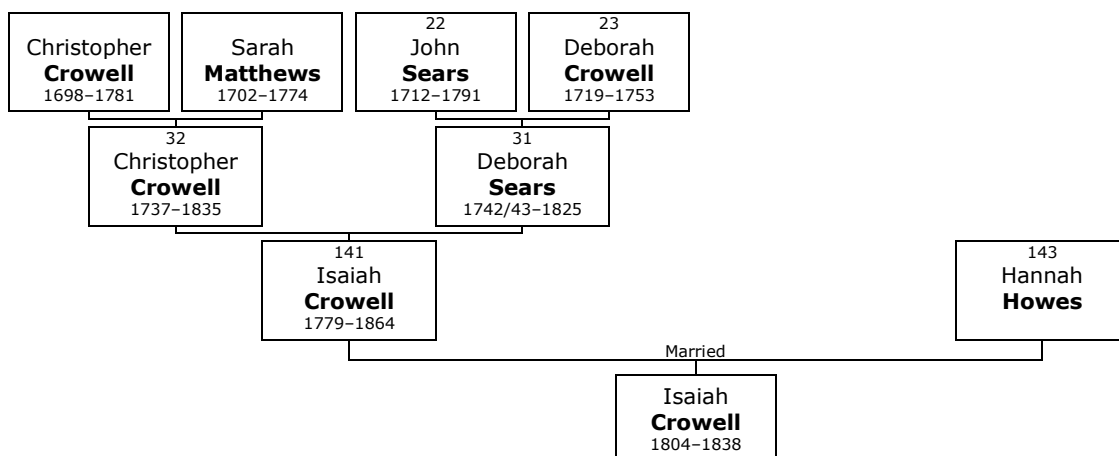 Christopher
Crowell
1698–1781
Sarah
Matthews
1702–1774
22
John
Sears
1712–1791
23
Deborah
Crowell
1719–1753
32
Christopher
Crowell
1737–1835
31
Deborah
Sears
1742/43–1825
141
Isaiah
Crowell
1779–1864
143
Hannah
Howes
Married
Isaiah
Crowell
1804–1838